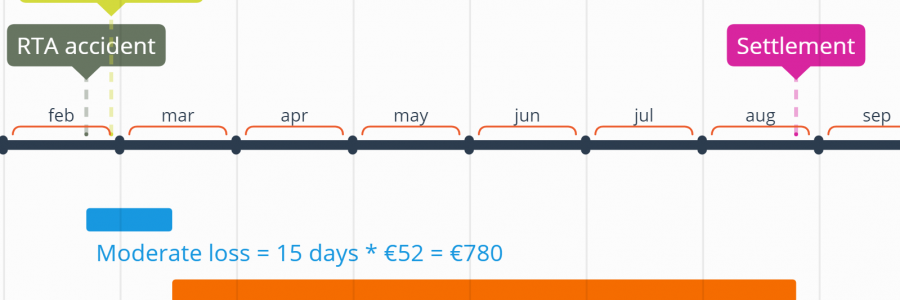 RTA accident
Settlement
feb
mar
apr
may
jun
jul
aug
sep
Moderate loss = 15 days * €52 = €780